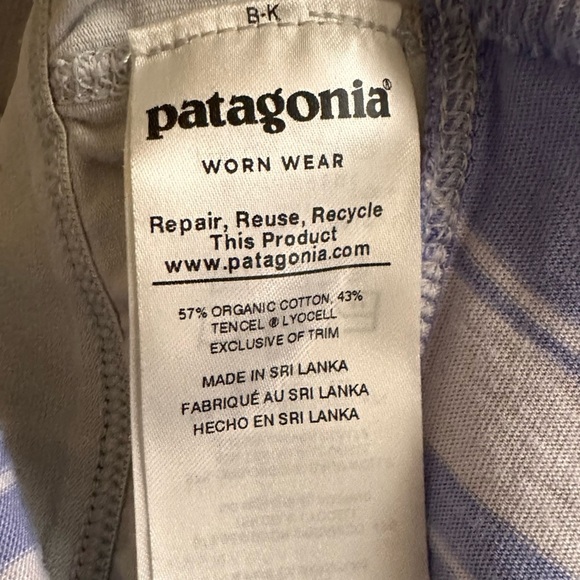 B-K
patagonia®
WORN WEAR
Repair, Reuse, Recycle
This Product
www.patagonia.com
57% ORGANIC COTTON, 43%
TENCEL ® LYOCELL
EXCLUSIVE OF TRIM
MADE IN SRI LANKA
FABRIQUÉ AU SRI LANKA
HECHO EN SRI LANKA